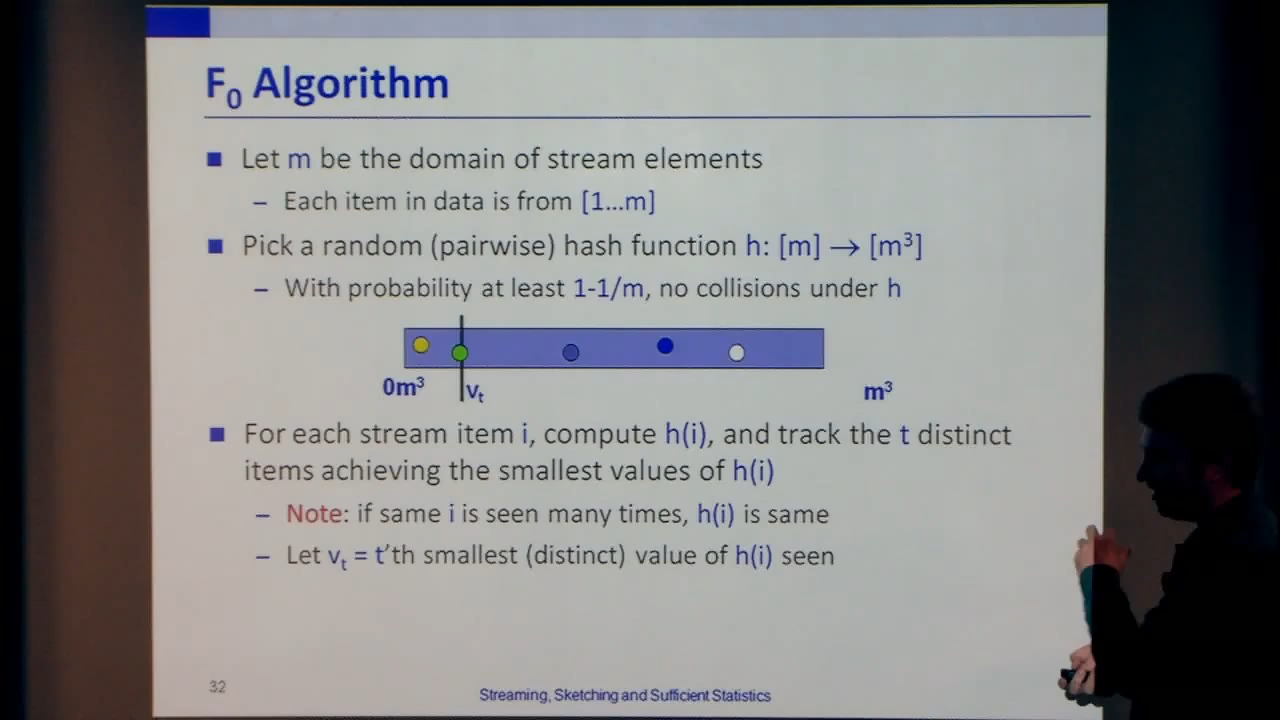 F₀ Algorithm
Let m be the domain of stream elements
– Each item in data is from [1...m]
Pick a random (pairwise) hash function h: [m] → [m³]
– With probability at least 1-1/m, no collisions under h
0m³ vₜ m³
For each stream item i, compute h(i), and track the t distinct
items achieving the smallest values of h(i)
– Note: if same i is seen many times, h(i) is same
– Let vₜ = t’th smallest (distinct) value of h(i) seen
32
Streaming, Sketching and Sufficient Statistics